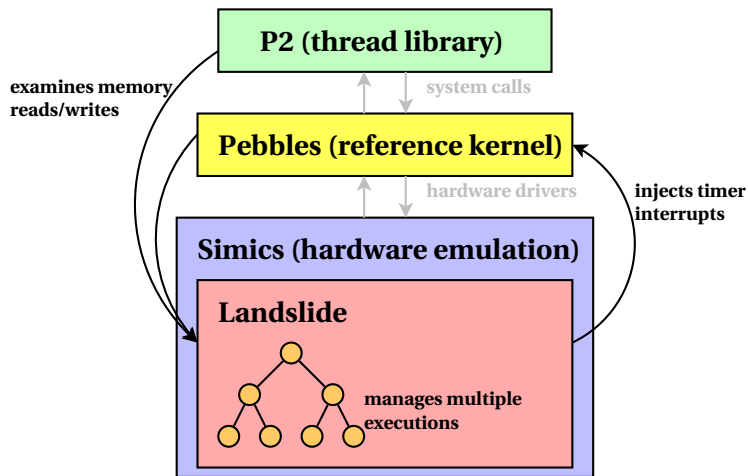 P2 (thread library)
examines memory
reads/writes
system calls
Pebbles (reference kernel)
hardware drivers
injects timer
interrupts
Simics (hardware emulation)
Landslide
manages multiple
executions